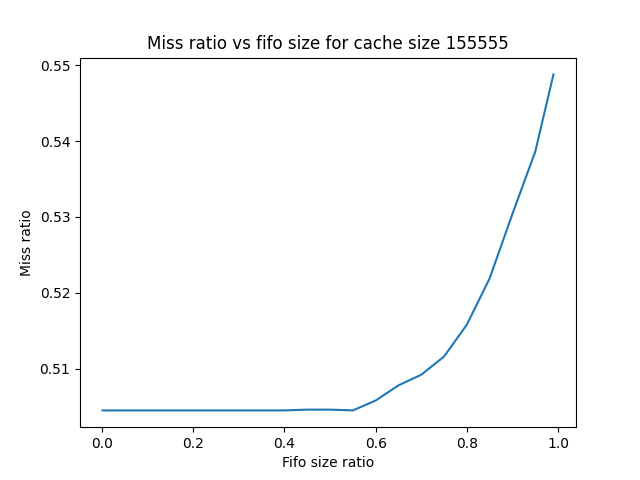 Miss ratio vs fifo size for cache size 155555
0.55
0.54
0.53
0.52
0.51
Miss ratio
0.0 0.2 0.4 0.6 0.8 1.0
Fifo size ratio